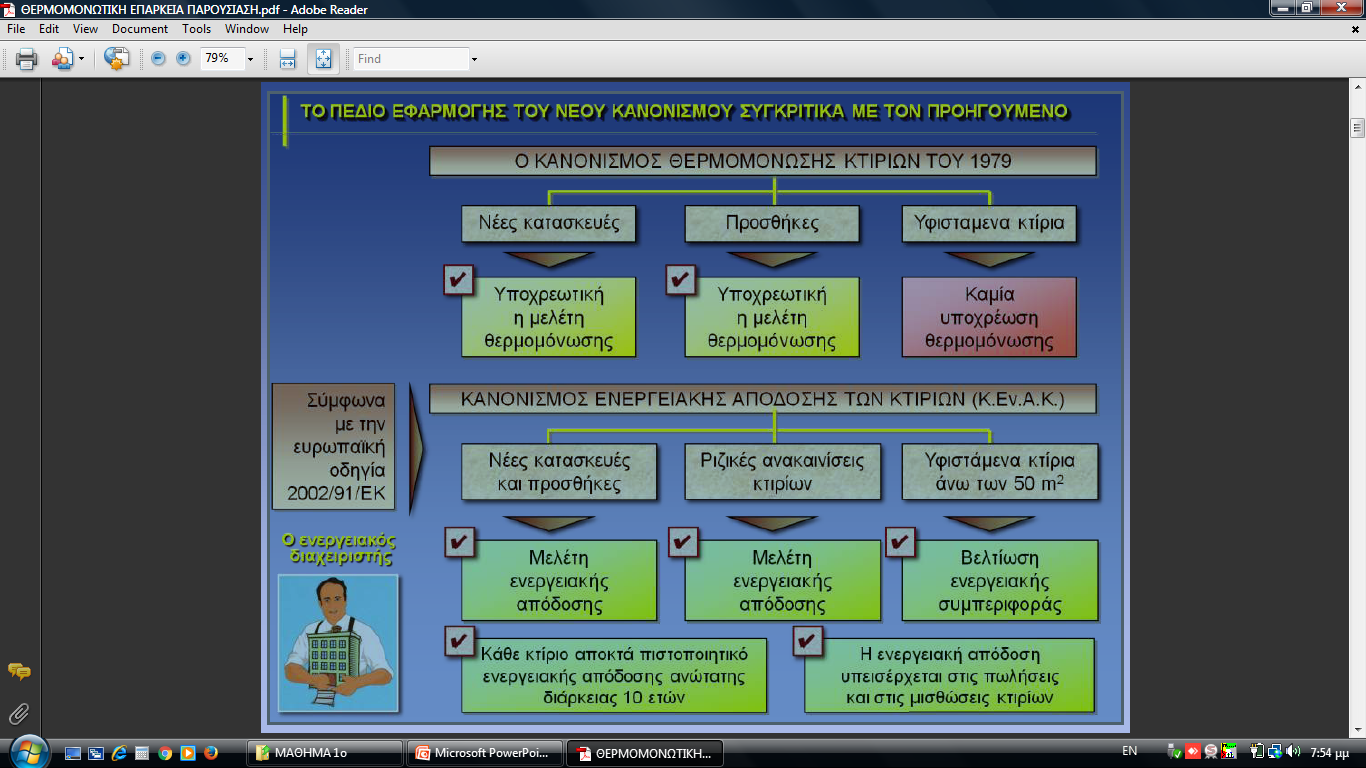 ΘΕΡΜΟΜΟΝΩΤΙΚΗ ΕΠΑΡΚΕΙΑ ΠΑΡΟΥΣΙΑΣΗ.pdf - Adobe Reader
File Edit View Document Tools Window Help
79% Find
ΤΟ ΠΕΔΙΟ ΕΦΑΡΜΟΓΗΣ ΤΟΥ ΝΕΟΥ ΚΑΝΟΝΙΣΜΟΥ ΣΥΓΚΡΙΤΙΚΑ ΜΕ ΤΟΝ ΠΡΟΗΓΟΥΜΕΝΟ
Ο ΚΑΝΟΝΙΣΜΟΣ ΘΕΡΜΟΜΟΝΩΣΗΣ ΚΤΙΡΙΩΝ ΤΟΥ 1979
Νέες κατασκευές
Προσθήκες
Υφισταμενα κτίρια
✔
Υποχρεωτική
η μελέτη
θερμομόνωσης
✔
Υποχρεωτική
η μελέτη
θερμομόνωσης
Καμία
υποχρέωση
θερμομόνωσης
Σύμφωνα
με την
ευρωπαϊκή
οδηγία
2002/91/ΕΚ
ΚΑΝΟΝΙΣΜΟΣ ΕΝΕΡΓΕΙΑΚΗΣ ΑΠΟΔΟΣΗΣ ΤΩΝ ΚΤΙΡΙΩΝ (Κ.Εν.Α.Κ.)
Νέες κατασκευές
και προσθήκες
Ριζικές ανακαινίσεις
κτιρίων
Υφιστάμενα κτίρια
άνω των 50 m²
Ο ενεργειακός
διαχειριστής
✔
Μελέτη
ενεργειακής
απόδοσης
✔
Μελέτη
ενεργειακής
απόδοσης
✔
Βελτίωση
ενεργειακής
συμπεριφοράς
✔
Κάθε κτίριο αποκτά πιστοποιητικό
ενεργειακής απόδοσης ανώτατης
διάρκειας 10 ετών
✔
Η ενεργειακή απόδοση
υπεισέρχεται στις πωλήσεις
και στις μισθώσεις κτιρίων
ΜΑΘΗΜΑ 1ο
Microsoft PowerPoi...
ΘΕΡΜΟΜΟΝΩΤΙΚΗ...
EN
7:54 μμ